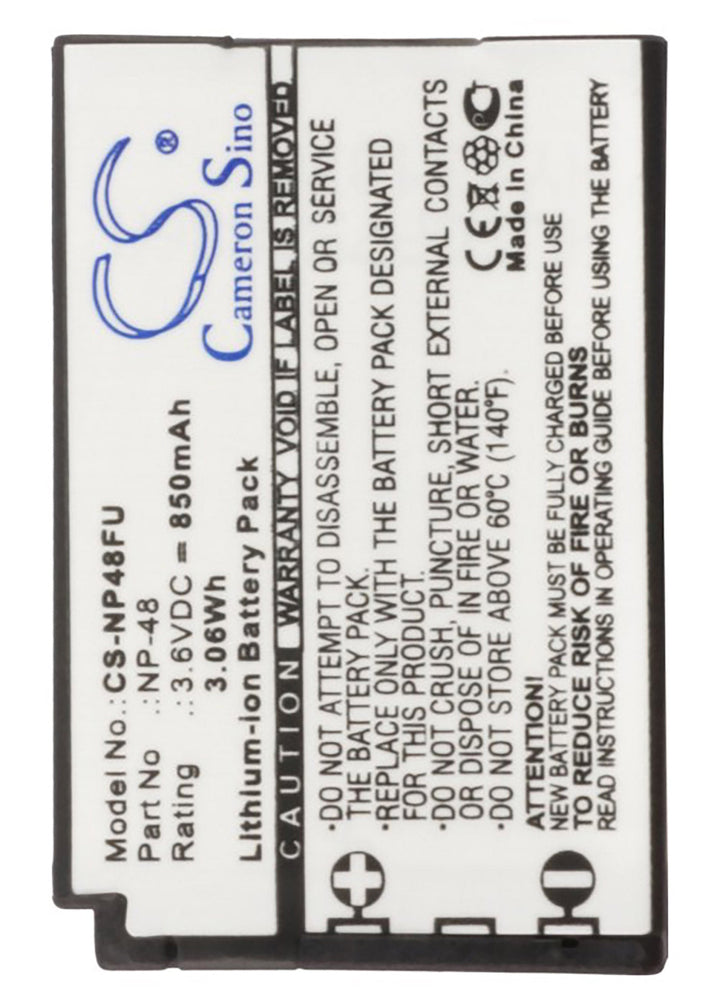 CS®
Cameron Sino
Model No.: CS-NP48FU
Part No .: NP-48
Rating .: 3.6VDC = 850mAh
3.06Wh
Lithium-ion Battery Pack
CAUTION WARRANTY VOID IF LABEL IS REMOVED
•DO NOT ATTEMPT TO DISASSEMBLE, OPEN OR SERVICE
THE BATTERY PACK.
•REPLACE ONLY WITH THE BATTERY PACK DESIGNATED
FOR THIS PRODUCT.
•DO NOT CRUSH, PUNCTURE, SHORT EXTERNAL CONTACTS
OR DISPOSE OF IN FIRE OR WATER.
•DO NOT STORE ABOVE 60°C (140°F).
CE
Made in China
ATTENTION!
NEW BATTERY PACK MUST BE FULLY CHARGED BEFORE USE
TO REDUCE RISK OF FIRE OR BURNS
READ INSTRUCTIONS IN OPERATING GUIDE BEFORE USING THE BATTERY
+
-